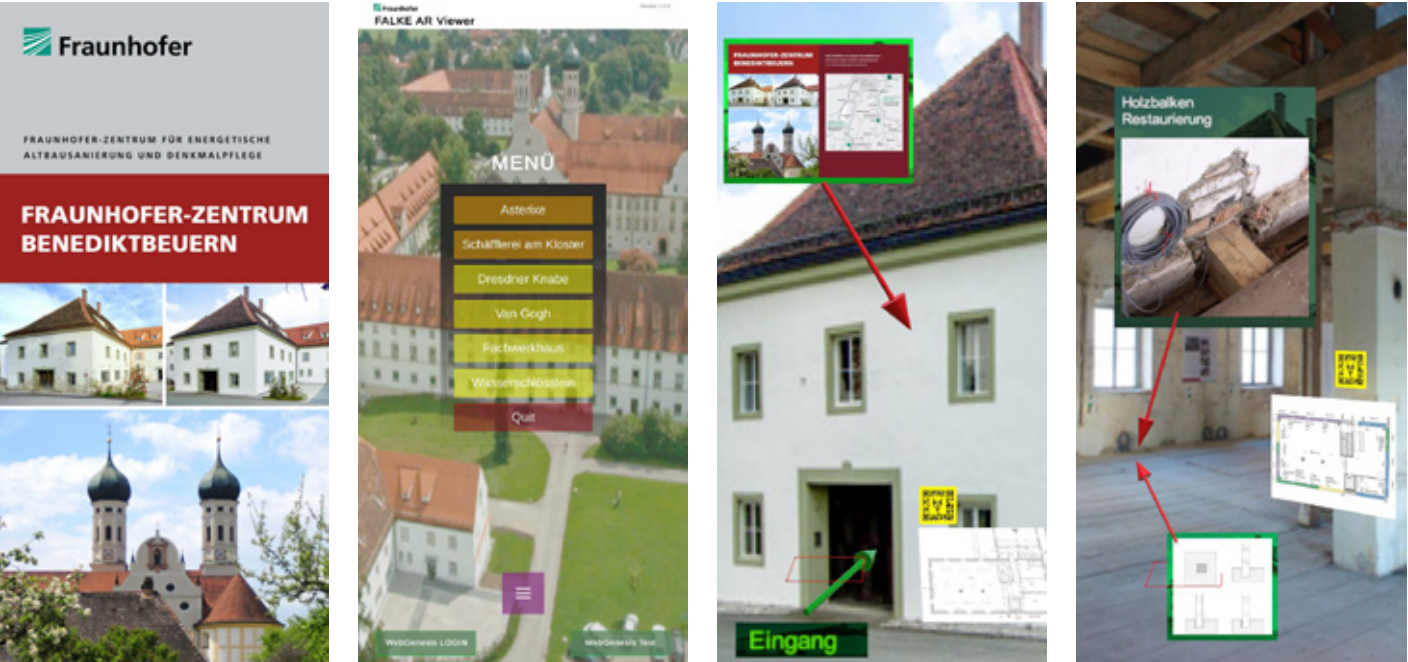 Fraunhofer
FRAUNHOFER-ZENTRUM FÜR ENERGETISCHE
ALTBAUSANIERUNG UND DENKMALPFLEGE
FRAUNHOFER-ZENTRUM
BENEDIKTBEUERN
Fraunhofer
FALKE AR Viewer
MENÜ
Asterixe
Schäfflerei am Kloster
Dresdner Knabe
Van Gogh
Fachwerkhaus
Wasserschlösslein
Quit
WebGenesis LOGIN
WebGenesis Test
FRAUNHOFER-ZENTRUM
BENEDIKTBEUERN
Eingang
Holzbalken
Restaurierung